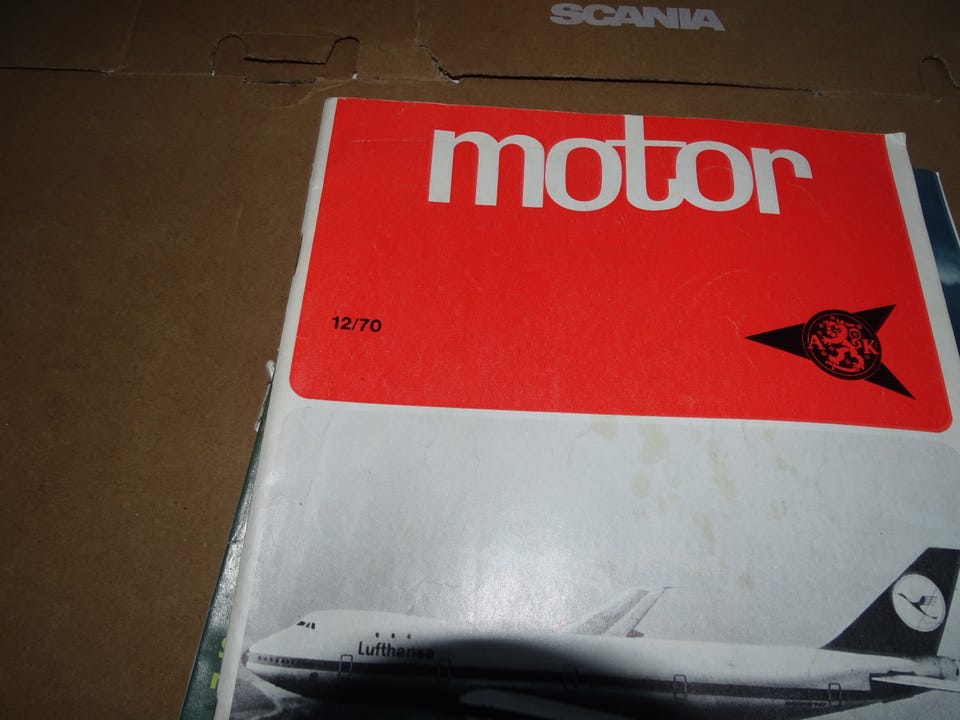 SCANIA
motor
12/70
A K
Lufthansa